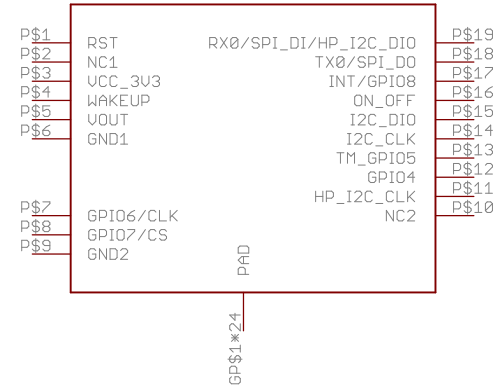 P$1 RST
P$2 NC1
P$3 VCC_3V3
P$4 WAKEUP
P$5 VOUT
P$6 GND1
P$7 GPIO6/CLK
P$8 GPIO7/CS
P$9 GND2
RX0/SPI_DI/HP_I2C_DIO P$19
TX0/SPI_DO P$18
INT/GPIO8 P$17
ON_OFF P$16
I2C_DIO P$15
I2C_CLK P$14
TM_GPIO5 P$13
GPIO4 P$12
HP_I2C_CLK P$11
NC2 P$10
PAD
GP$1*24